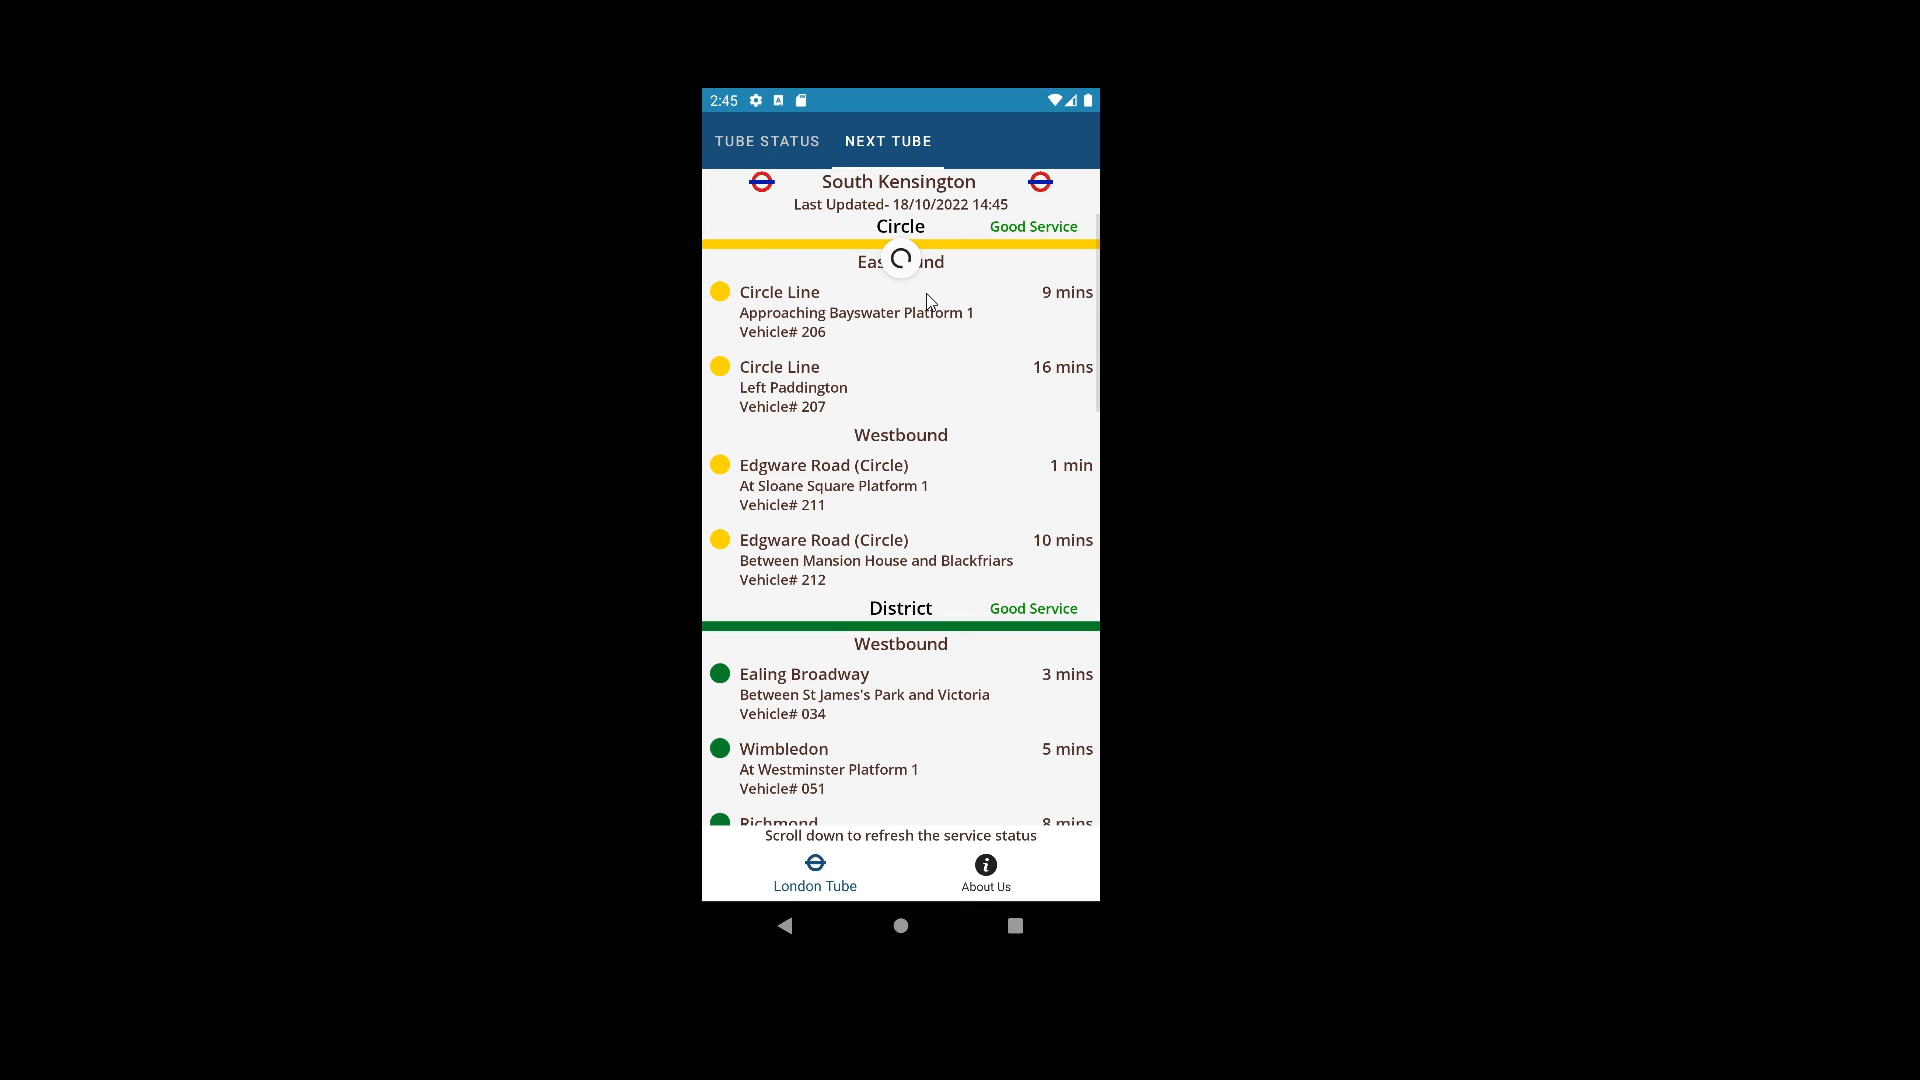 2:45
TUBE STATUS NEXT TUBE
South Kensington
Last Updated- 18/10/2022 14:45
Circle Good Service
Circle Line 9 mins
Approaching Bayswater Platform 1
Vehicle# 206
Circle Line 16 mins
Left Paddington
Vehicle# 207
Westbound
Edgware Road (Circle) 1 min
At Sloane Square Platform 1
Vehicle# 211
Edgware Road (Circle) 10 mins
Between Mansion House and Blackfriars
Vehicle# 212
District Good Service
Westbound
Ealing Broadway 3 mins
Between St James's Park and Victoria
Vehicle# 034
Wimbledon 5 mins
At Westminster Platform 1
Vehicle# 051
Richmond 8 mins
Scroll down to refresh the service status
London Tube About Us